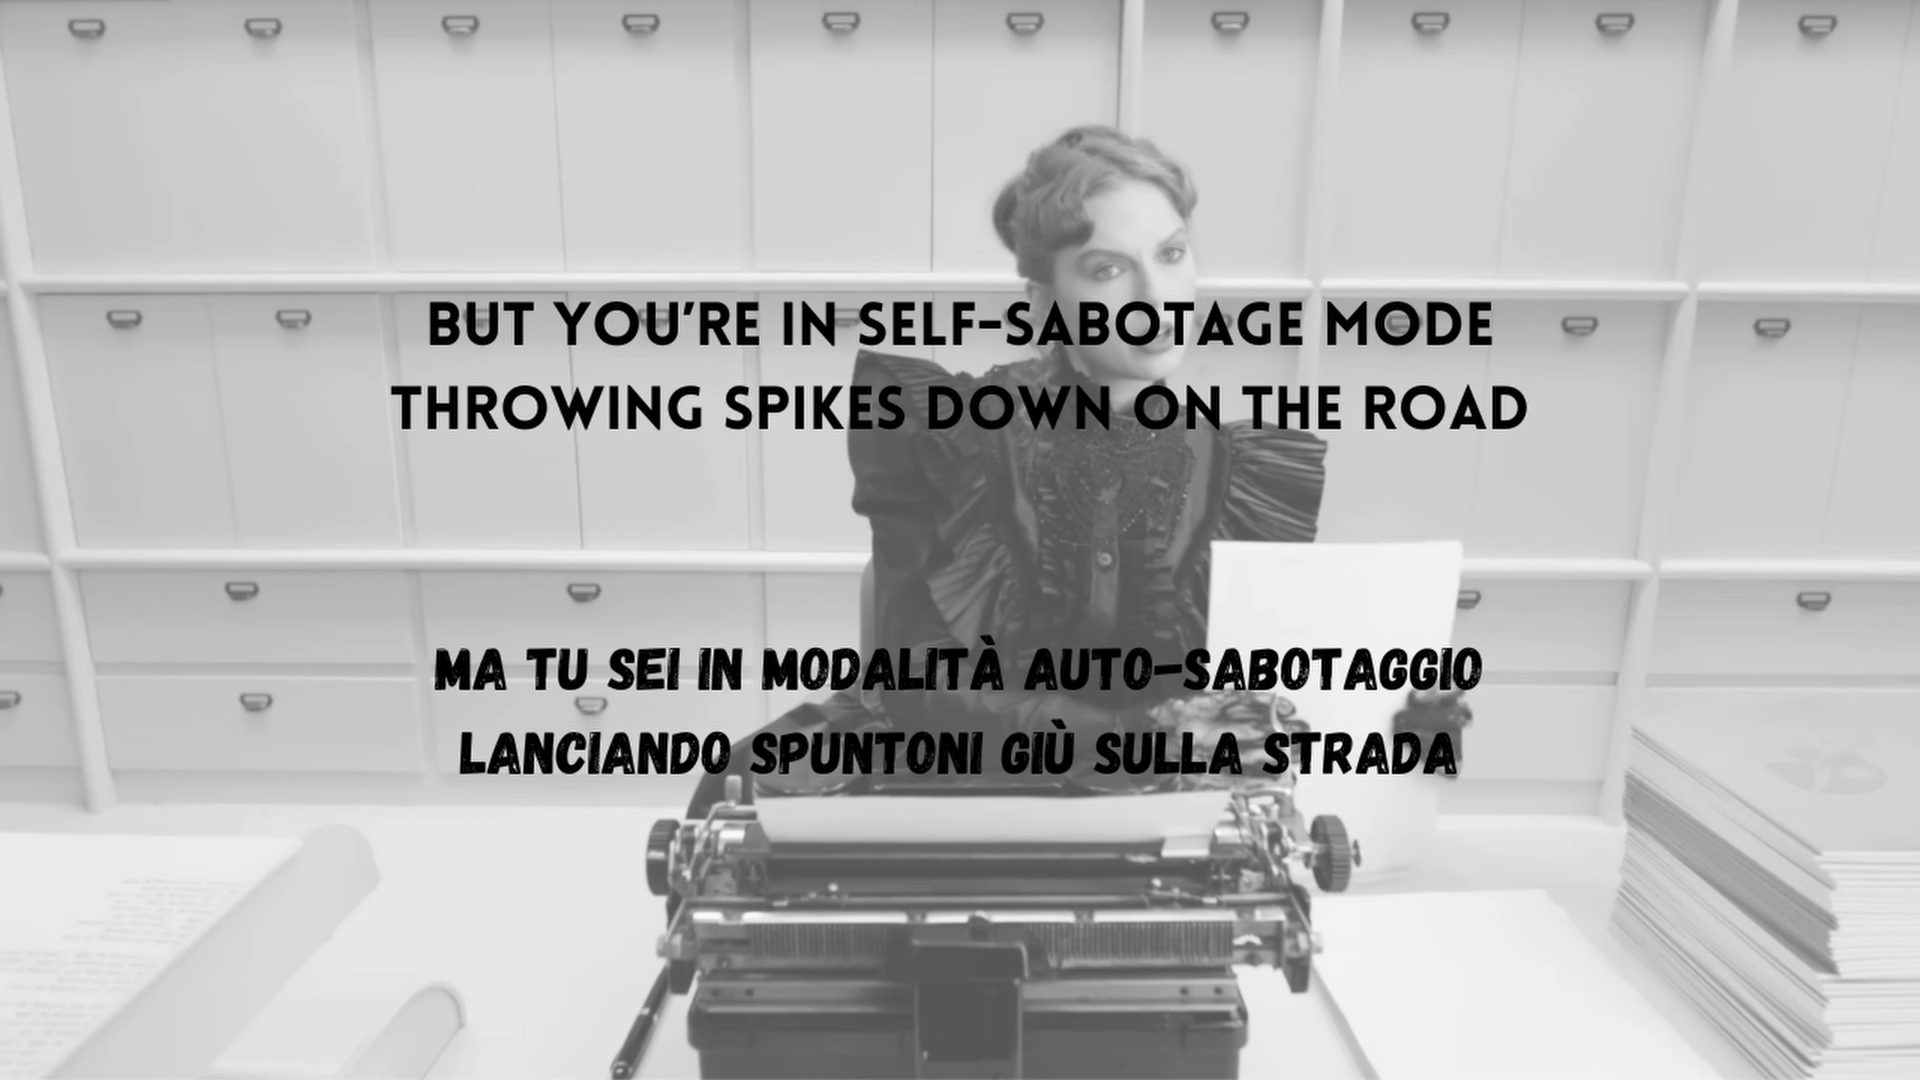 BUT YOU'RE IN SELF-SABOTAGE MODE
THROWING SPIKES DOWN ON THE ROAD
MA TU SEI IN MODALITÀ AUTO-SABOTAGGIO
LANCIANDO SPUNTONI GIÙ SULLA STRADA